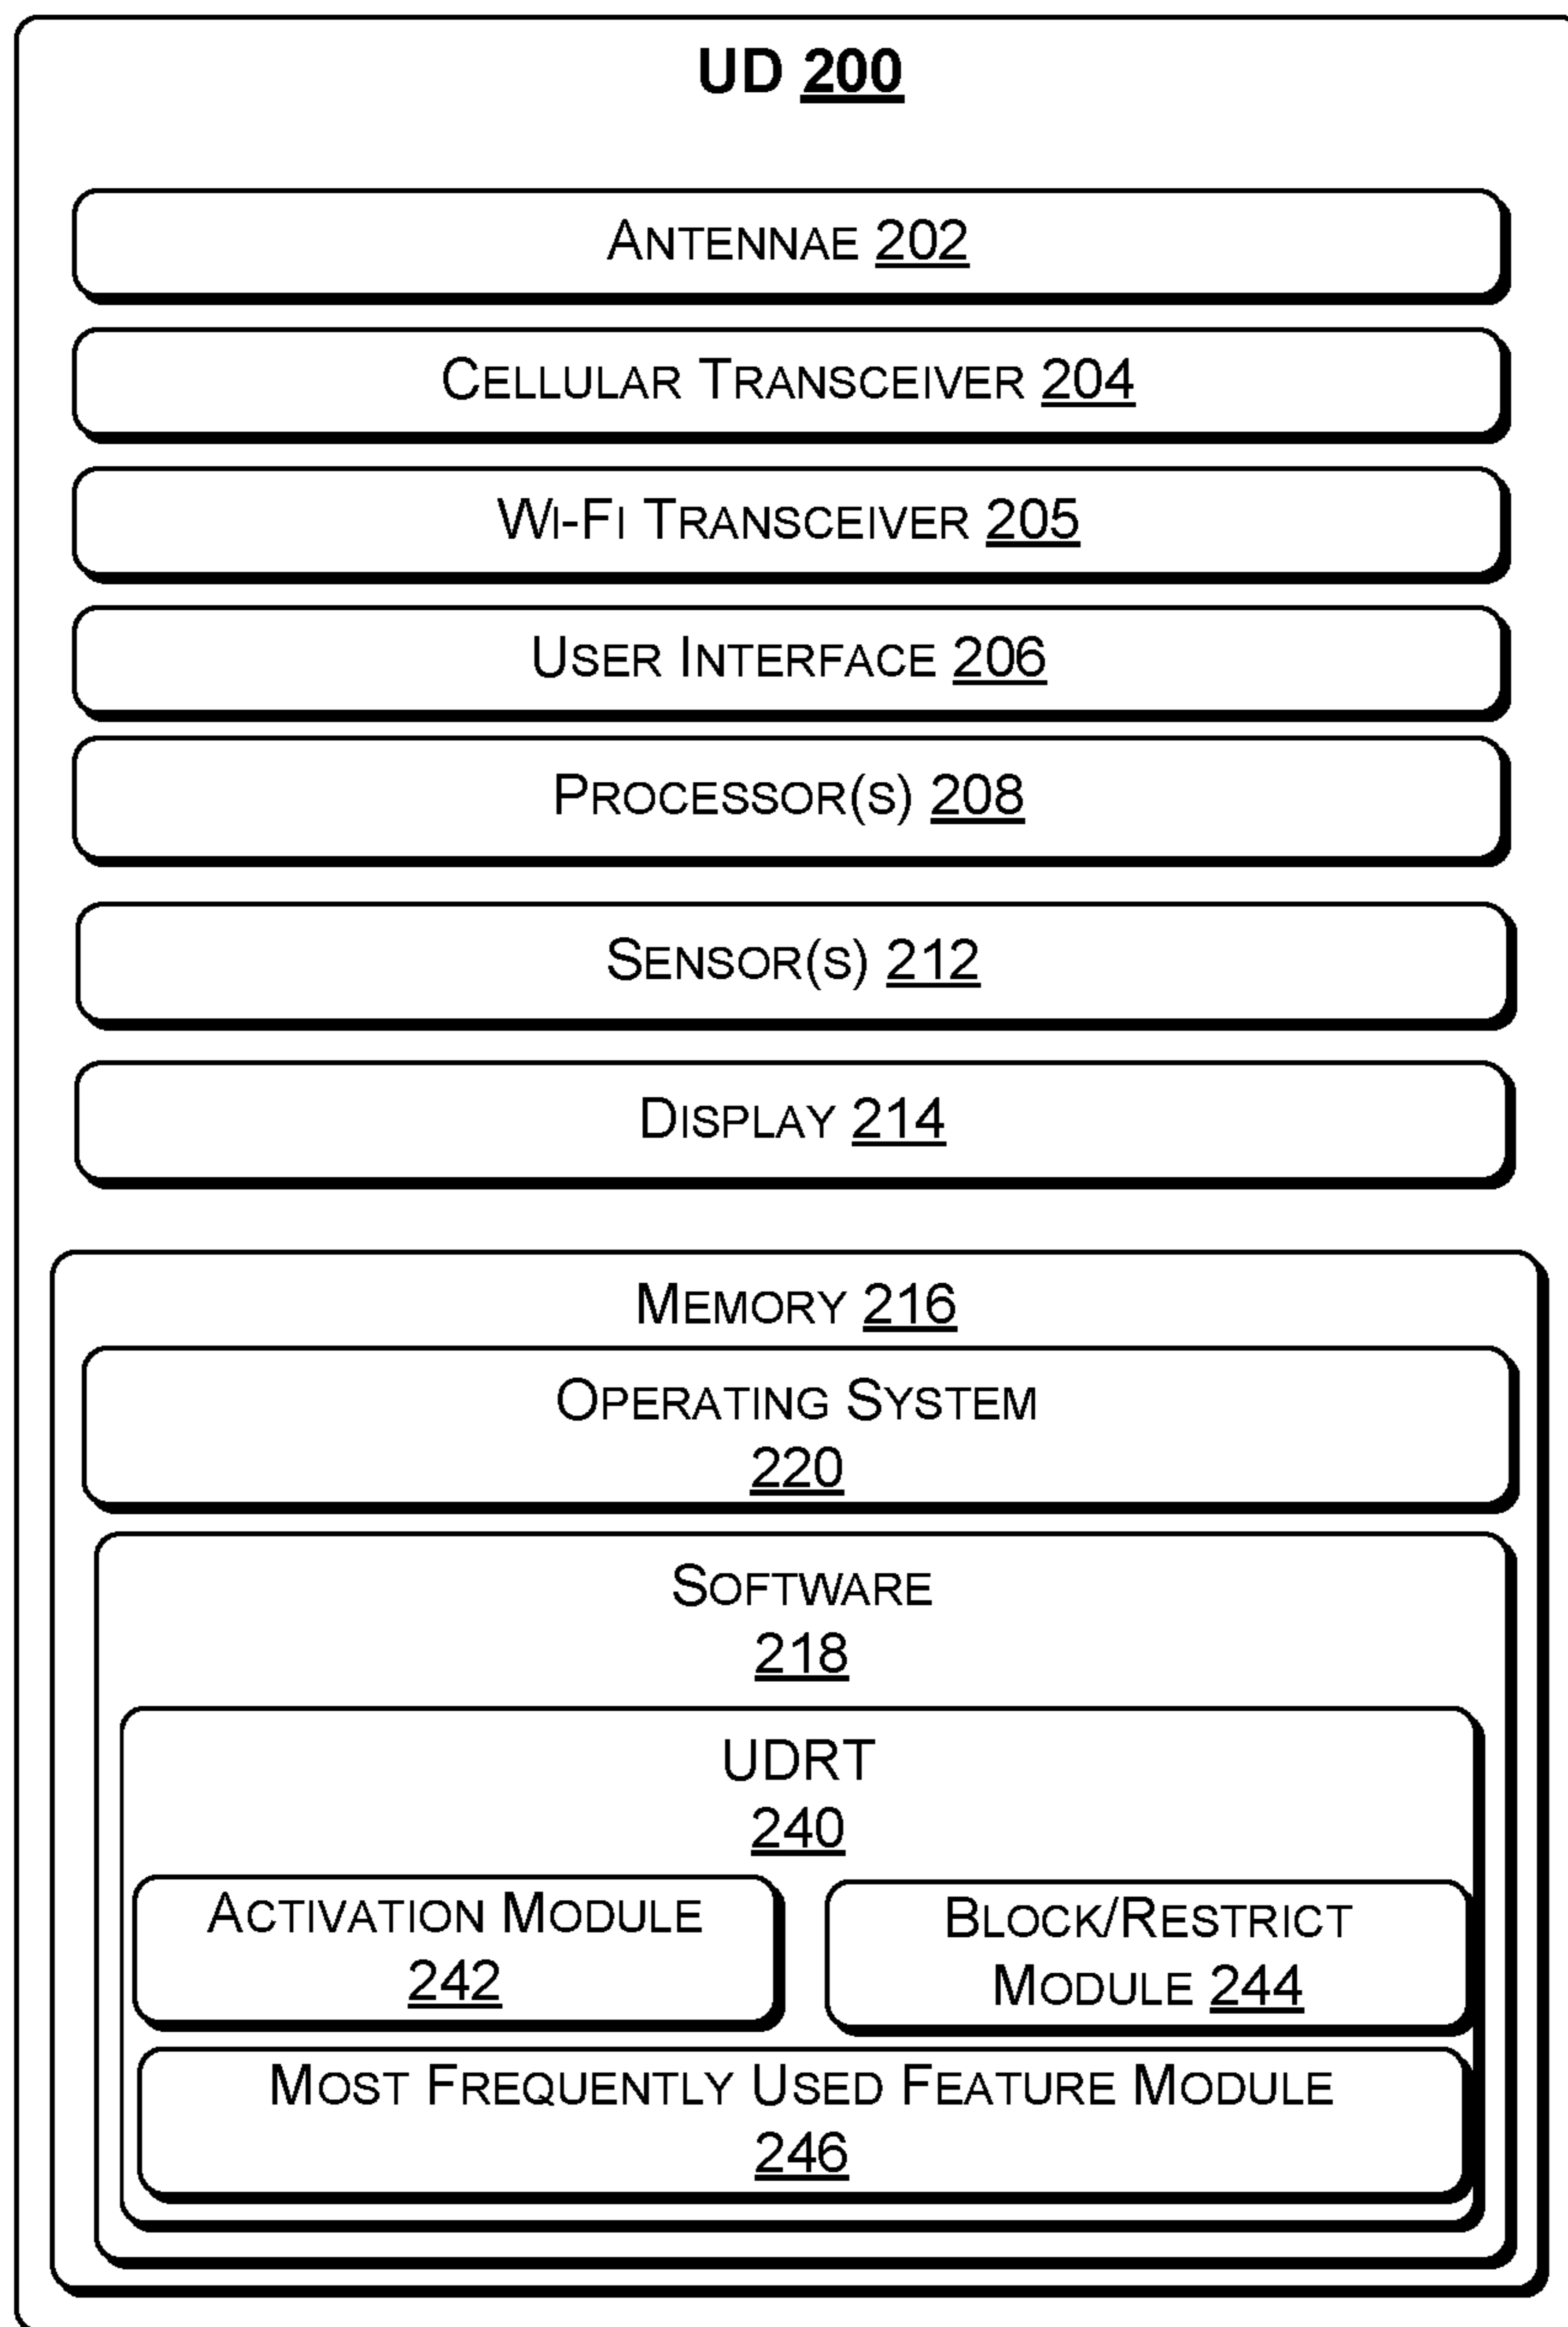 UD 200
ANTENNAE 202
CELLULAR TRANSCEIVER 204
WI-FI TRANSCEIVER 205
USER INTERFACE 206
PROCESSOR(S) 208
SENSOR(S) 212
DISPLAY 214
MEMORY 216
OPERATING SYSTEM
220
SOFTWARE
218
UDRT
240
ACTIVATION MODULE
242
BLOCK/RESTRICT
MODULE 244
MOST FREQUENTLY USED FEATURE MODULE
246